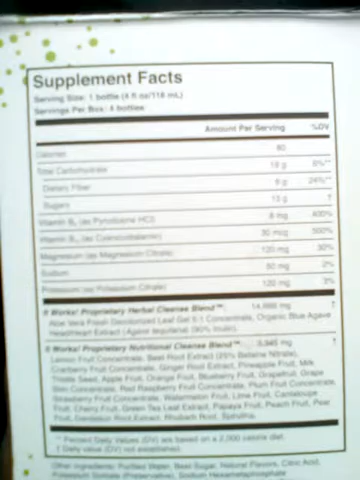 Supplement Facts
Serving Size: 1 bottle (4 fl oz/118 mL)
Servings Per Box: 4 bottles
Amount Per Serving %DV
Calories 80
Total Carbohydrate 19 g 6%**
Dietary Fiber 6 g 24%**
Sugars 13 g †
Vitamin B₆ (as Pyridoxine HCl) 8 mg 400%
Vitamin B₁₂ (as Cyanocobalamin) 30 mcg 500%
Magnesium (as Magnesium Citrate) 120 mg 30%
Sodium 50 mg 2%
Potassium (as Potassium Citrate) 120 mg 3%
It Works! Proprietary Herbal Cleanse Blend™: mg †
Aloe Vera Fresh Deodorized Leaf Gel Concentrate, Organic Blue Agave
Extract (Agave tequilana) (90% Inulin).
It Works! Proprietary Nutritional Cleanse Blend™: mg †
Lemon Fruit Concentrate, Beet Root Extract (25% Betaine Nitrate),
Cranberry Fruit Concentrate, Ginger Root Extract, Pineapple Fruit, Milk
Thistle Seed, Apple Fruit, Orange Fruit, Blueberry Fruit, Grapefruit, Grape
Skin Concentrate, Red Raspberry Fruit Concentrate, Plum Fruit Concentrate,
Strawberry Fruit Concentrate, Watermelon Fruit, Lime Fruit, Cantaloupe
Fruit, Cherry Fruit, Green Tea Leaf Extract, Papaya Fruit, Peach Fruit, Pear
Fruit, Dandelion Root Extract, Rhubarb Root, Spirulina.
** Percent Daily Values (DV) are based on a 2,000 calorie diet.
† Daily value (DV) not established.
Other ingredients: Purified Water, Beet Sugar, Natural Flavors, Citric Acid,
Potassium Sorbate (Preservative), Sodium Hexametaphosphate